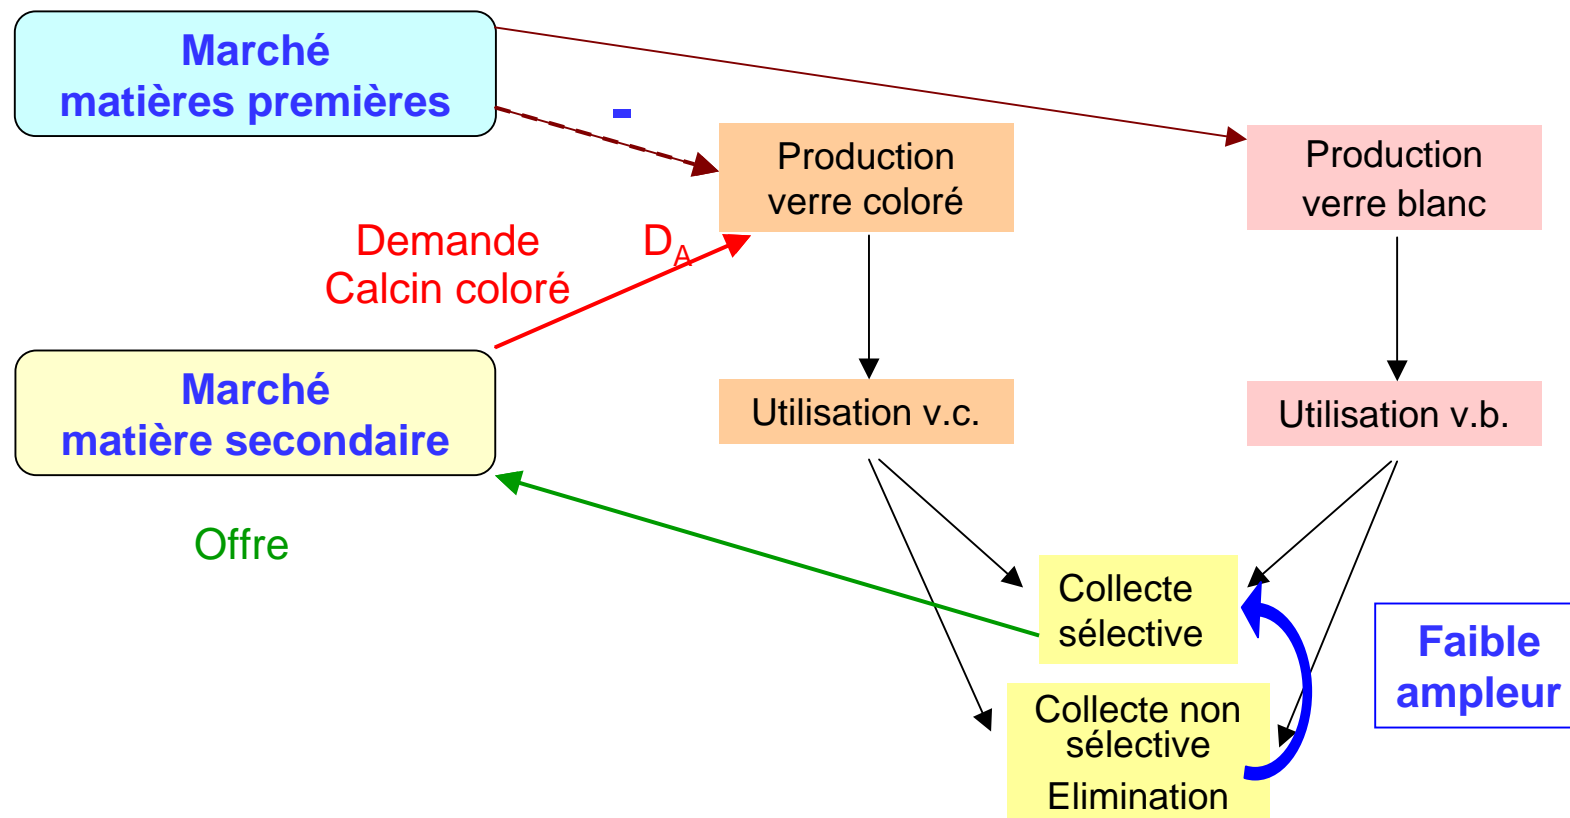 Marché
matières premières
-
Production
verre coloré
Production
verre blanc
Demande
Calcin coloré
D_A
Marché
matière secondaire
Utilisation v.c.
Utilisation v.b.
Offre
Collecte
sélective
Faible
ampleur
Collecte non
sélective
Elimination